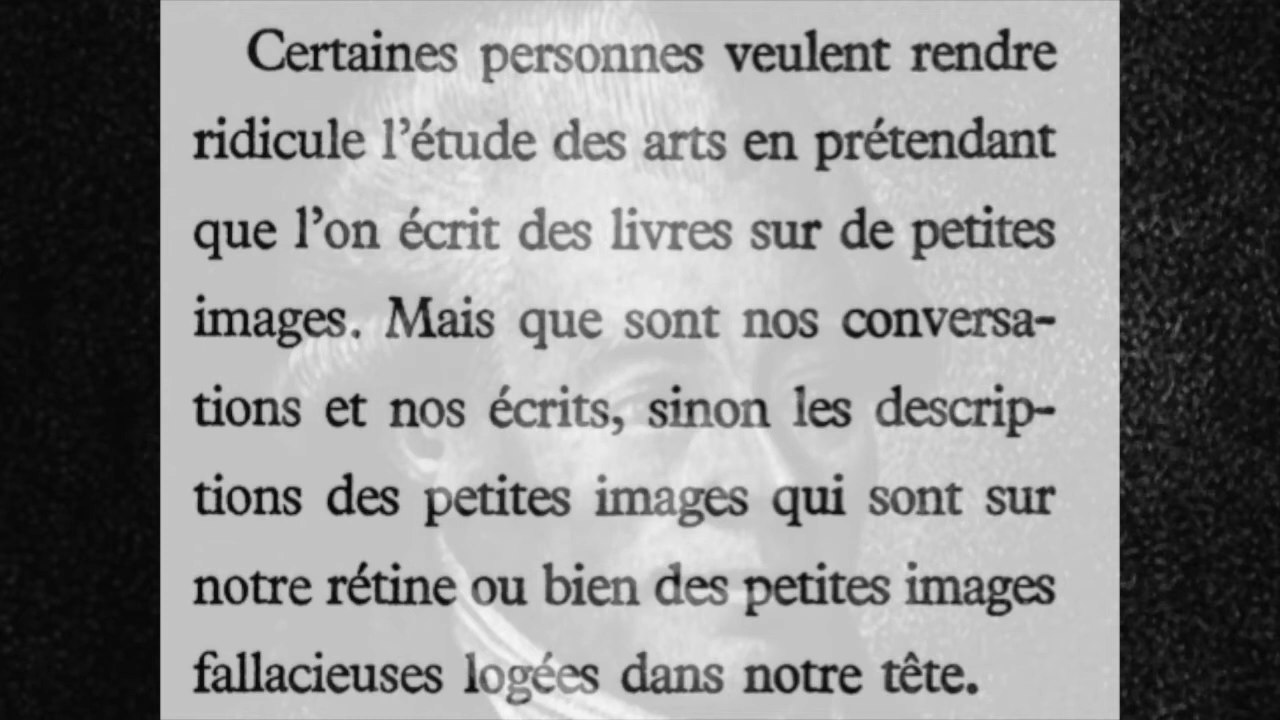 Certaines personnes veulent rendre
ridicule l’étude des arts en prétendant
que l’on écrit des livres sur de petites
images. Mais que sont nos conversa-
tions et nos écrits, sinon les descrip-
tions des petites images qui sont sur
notre rétine ou bien des petites images
fallacieuses logées dans notre tête.